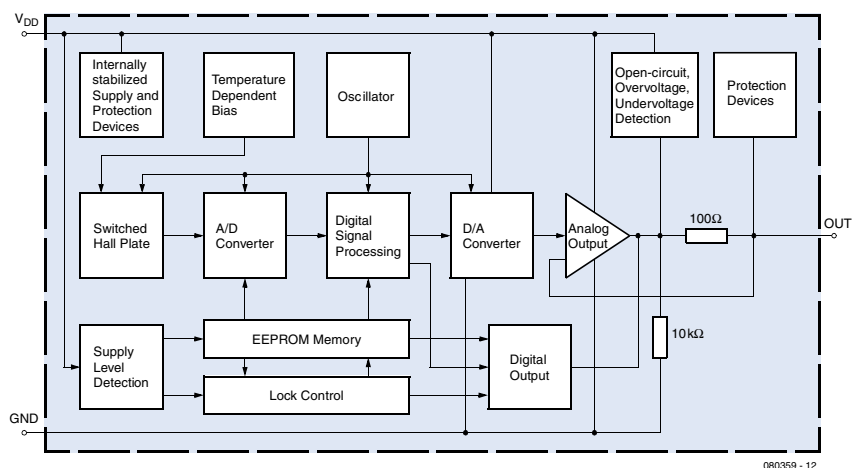 VDD
Internally
stabilized
Supply and
Protection
Devices
Temperature
Dependent
Bias
Oscillator
Open-circuit,
Overvoltage,
Undervoltage
Detection
Protection
Devices
Switched
Hall Plate
A/D
Converter
Digital
Signal
Processing
D/A
Converter
Analog
Output
100Ω
OUT
Supply
Level
Detection
EEPROM Memory
Lock Control
Digital
Output
10kΩ
GND
080359 - 12